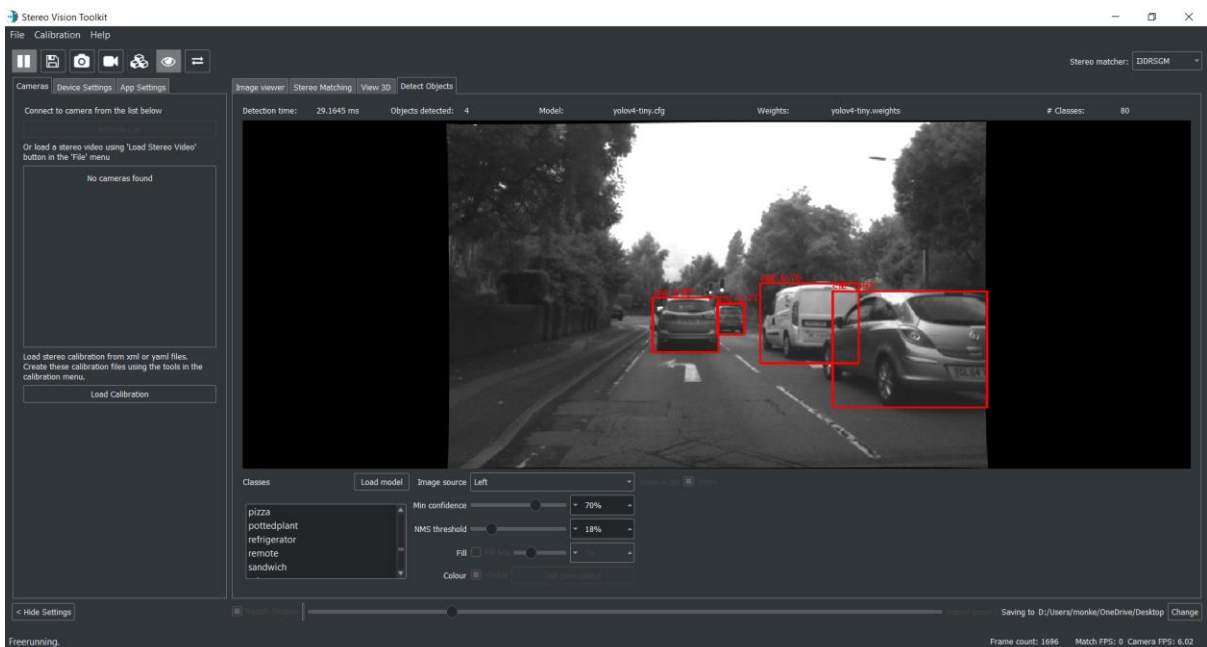 Stereo Vision Toolkit
File Calibration Help
Stereo matcher: I3DRSGM
Cameras Device Settings App Settings
Image viewer Stereo Matching View 3D Detect Objects
Connect to camera from the list below
Refresh List
Or load a stereo video using 'Load Stereo Video'
button in the 'File' menu
No cameras found
Load stereo calibration from xml or yaml files.
Create these calibration files using the tools in the
calibration menu.
Load Calibration
Detection time: 29.1645 ms Objects detected: 4 Model: yolov4-tiny.cfg Weights: yolov4-tiny.weights # Classes: 80
Classes Load model Image source Left
pizza
pottedplant
refrigerator
remote
sandwich
Min confidence 70%
NMS threshold 18%
Fill
Colour
< Hide Settings
Saving to D:/Users/monke/OneDrive/Desktop Change
Freerunning.
Frame count: 1696 Match FPS: 0 Camera FPS: 6.02